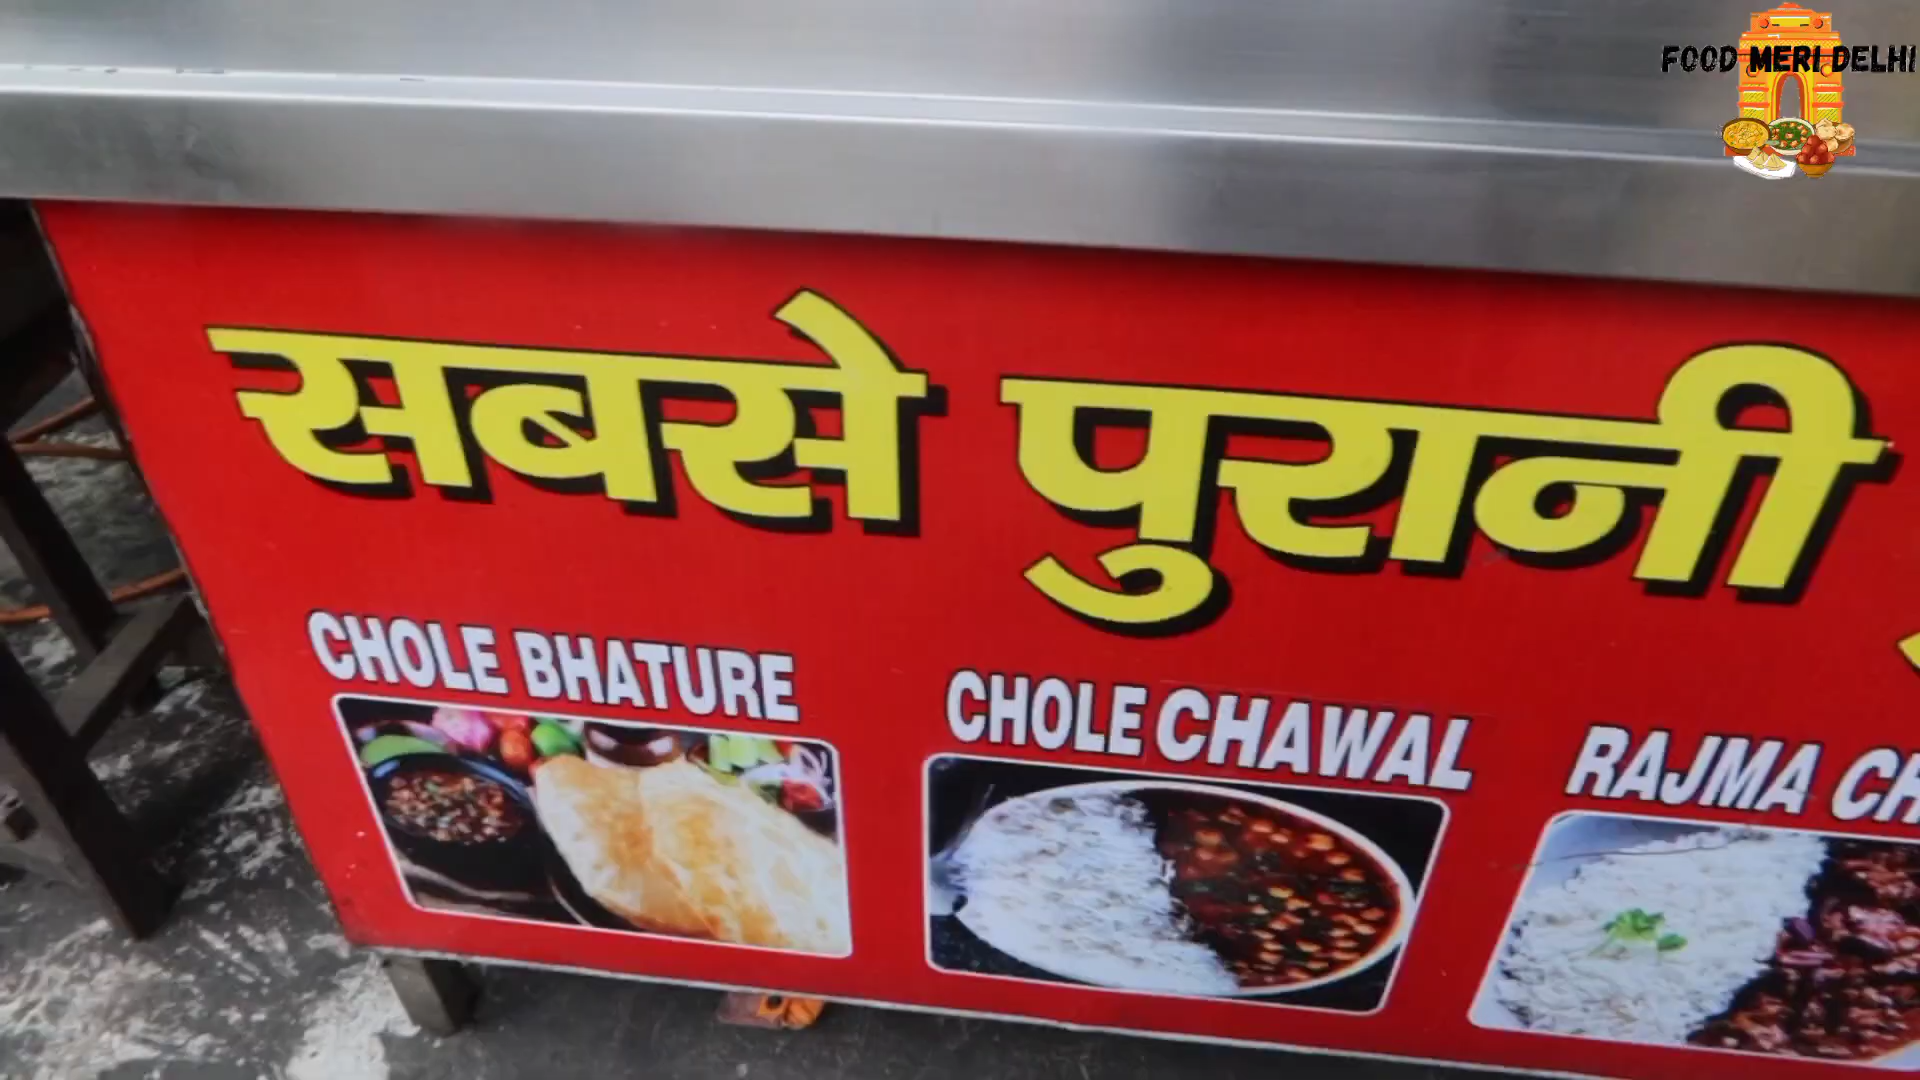 FOOD MERI DELHI
सबसे पुरानी
CHOLE BHATURE
CHOLE CHAWAL
RAJMA